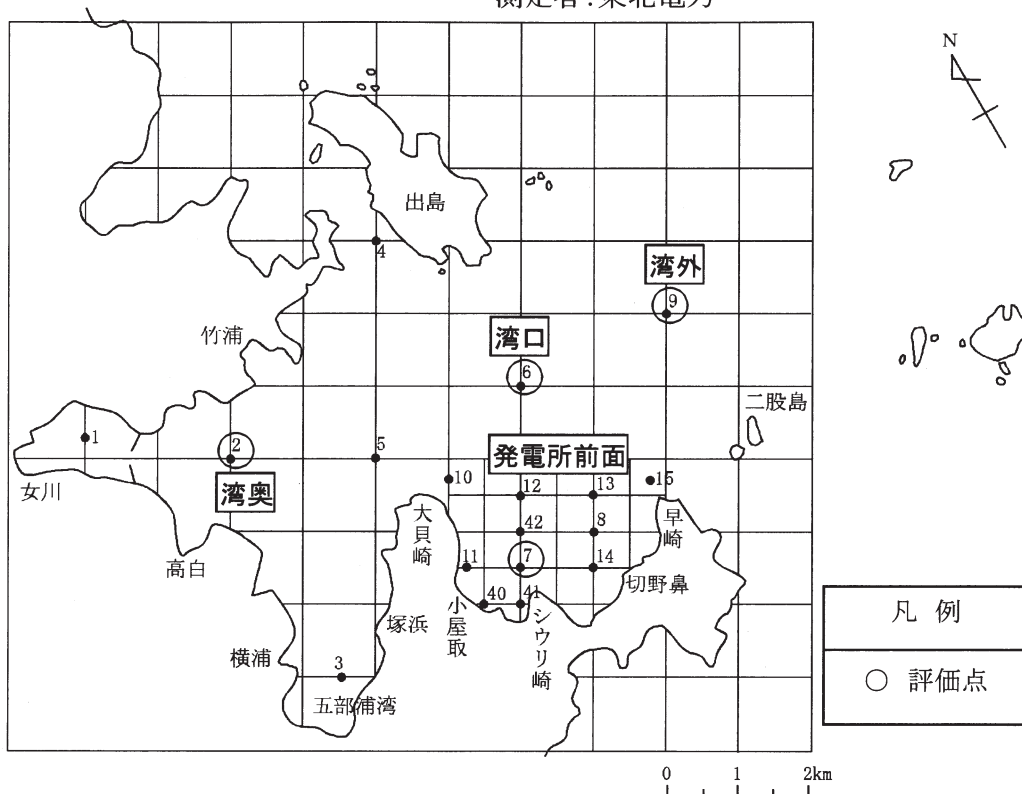 測定者：東北電力
N
出島
4
湾外
9
竹浦
湾口
6
二股島
1
2
5
発電所前面
10
12
13
15
女川
湾奥
大貝崎
42
8
早崎
高白
11
7
14
切野鼻
40
41
小屋取
シウリ崎
塚浜
横浦
3
五部浦湾
凡 例
○ 評価点
0 1 2km